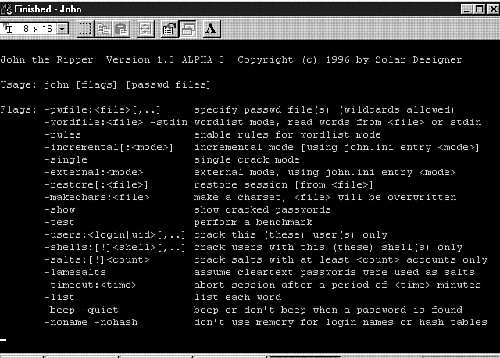 Finished - John
8 x 16
John the Ripper Version 1.3 ALPHA 3 Copyright (c) 1996 by Solar Designer
Usage: john [flags] [passwd files]
Flags: -pwfile:<file>[,..] specify passwd file(s) (wildcards allowed)
-wordfile:<file> -stdin wordlist mode, read words from <file> or stdin
-rules enable rules for wordlist mode
-incremental[:<mode>] incremental mode [using john.ini entry <mode>]
-single single crack mode
-external:<mode> external mode, using john.ini entry <mode>
-restore[:<file>] restore session [from <file>]
-makechars:<file> make a charset, <file> will be overwritten
-show show cracked passwords
-test perform a benchmark
-users:<login|uid>[,..] crack this (these) user(s) only
-shells:[!]<shell>[,..] crack users with this (these) shell(s) only
-salts:[!]<count> crack salts with at least <count> accounts only
-lamesalts assume cleartext passwords were used as salts
-timeout:<time> abort session after a period of <time> minutes
-list list each word
-beep -quiet beep or don't beep when a password is found
-noname -nohash don't use memory for login names or hash tables